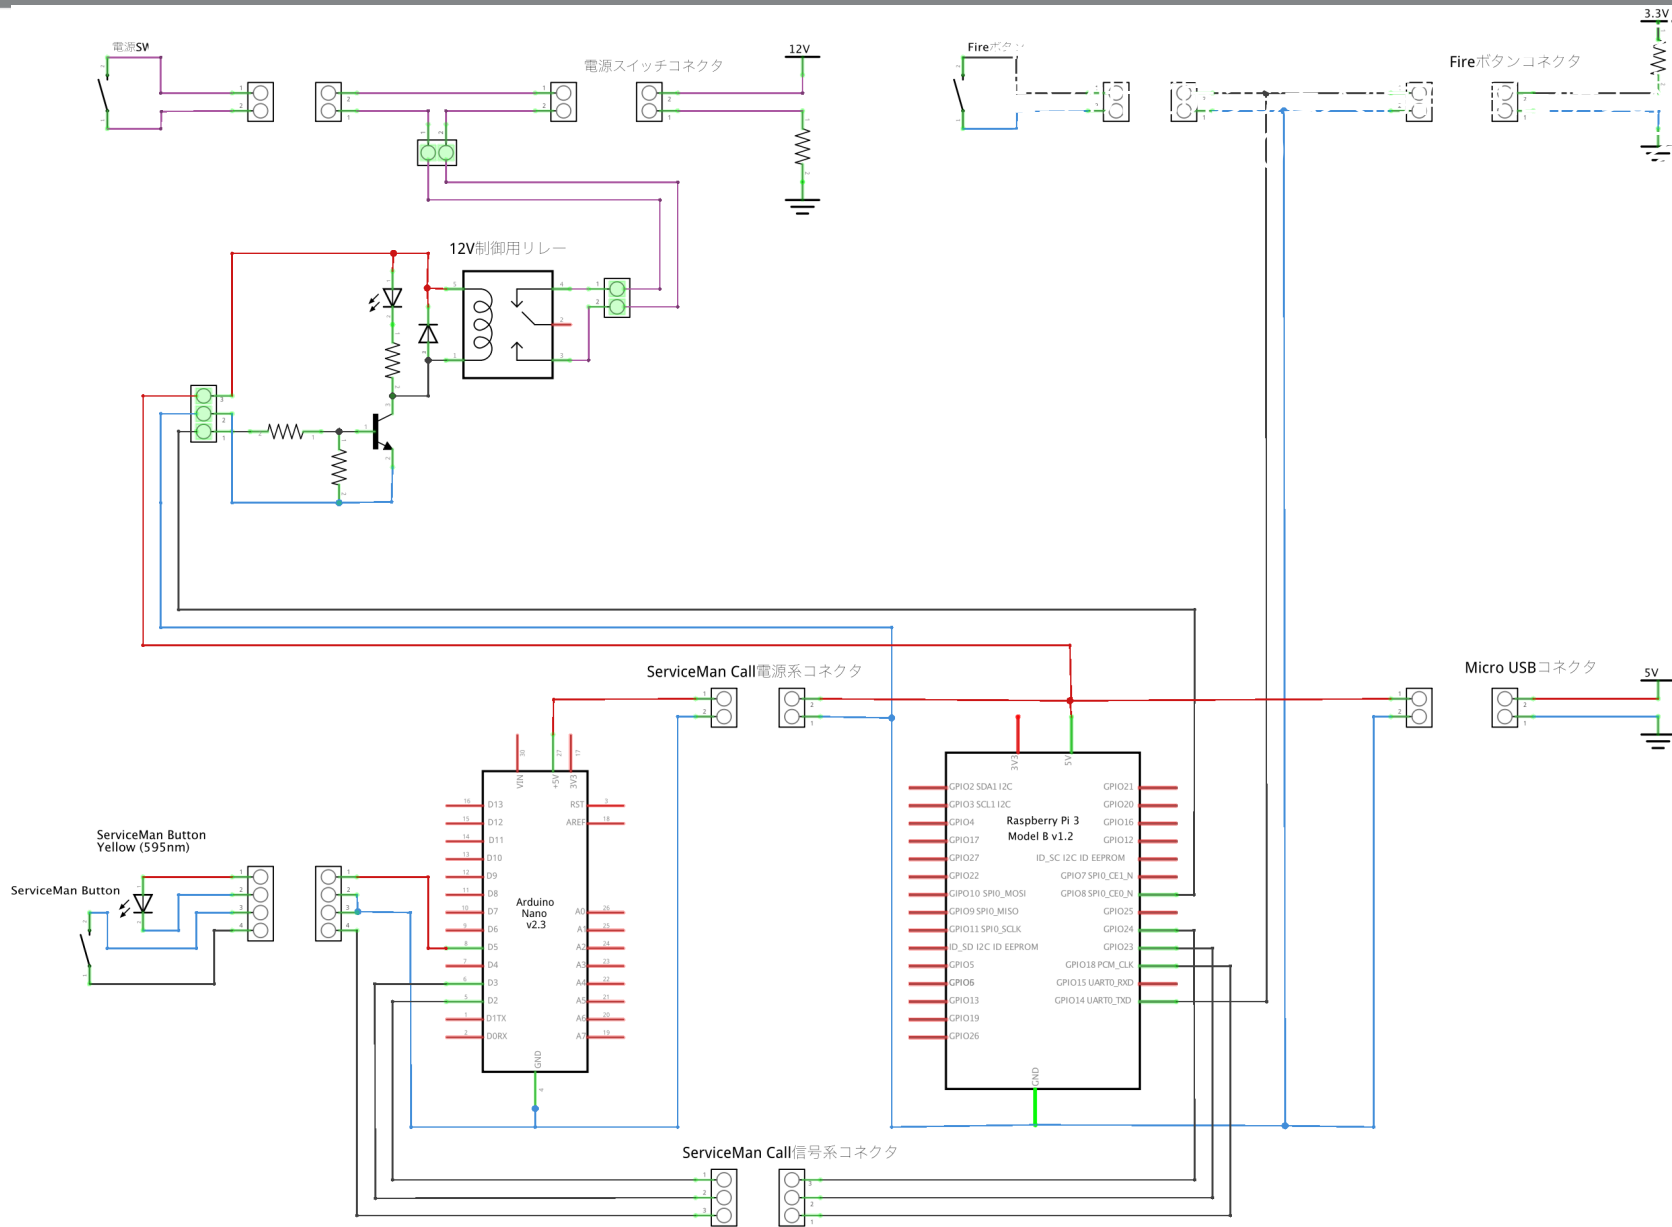 電源SW
電源スイッチコネクタ
12V
Fireボタン
Fireボタンコネクタ
3.3V
12V制御用リレー
ServiceMan Call電源系コネクタ
Micro USBコネクタ
5V
VIN
+5V
3V3
D13
D12
D11
D10
D9
D8
D7
D6
D5
D4
D3
D2
D1TX
D0RX
RST
AREF
A0
A1
A2
A3
A4
A5
A6
A7
GND
Arduino
Nano
v2.3
ServiceMan Button
Yellow (595nm)
ServiceMan Button
3V3
5V
Raspberry Pi 3
Model B v1.2
GPIO2 SDA1 I2C
GPIO3 SCL1 I2C
GPIO4
GPIO17
GPIO27
GPIO22
GPIO10 SPI0_MOSI
GPIO9 SPI0_MISO
GPIO11 SPI0_SCLK
ID_SD I2C ID EEPROM
GPIO5
GPIO6
GPIO13
GPIO19
GPIO26
GPIO21
GPIO20
GPIO16
GPIO12
ID_SC I2C ID EEPROM
GPIO7 SPI0_CE1_N
GPIO8 SPI0_CE0_N
GPIO25
GPIO24
GPIO23
GPIO18 PCM_CLK
GPIO15 UART0_RXD
GPIO14 UART0_TXD
GND
ServiceMan Call信号系コネクタ